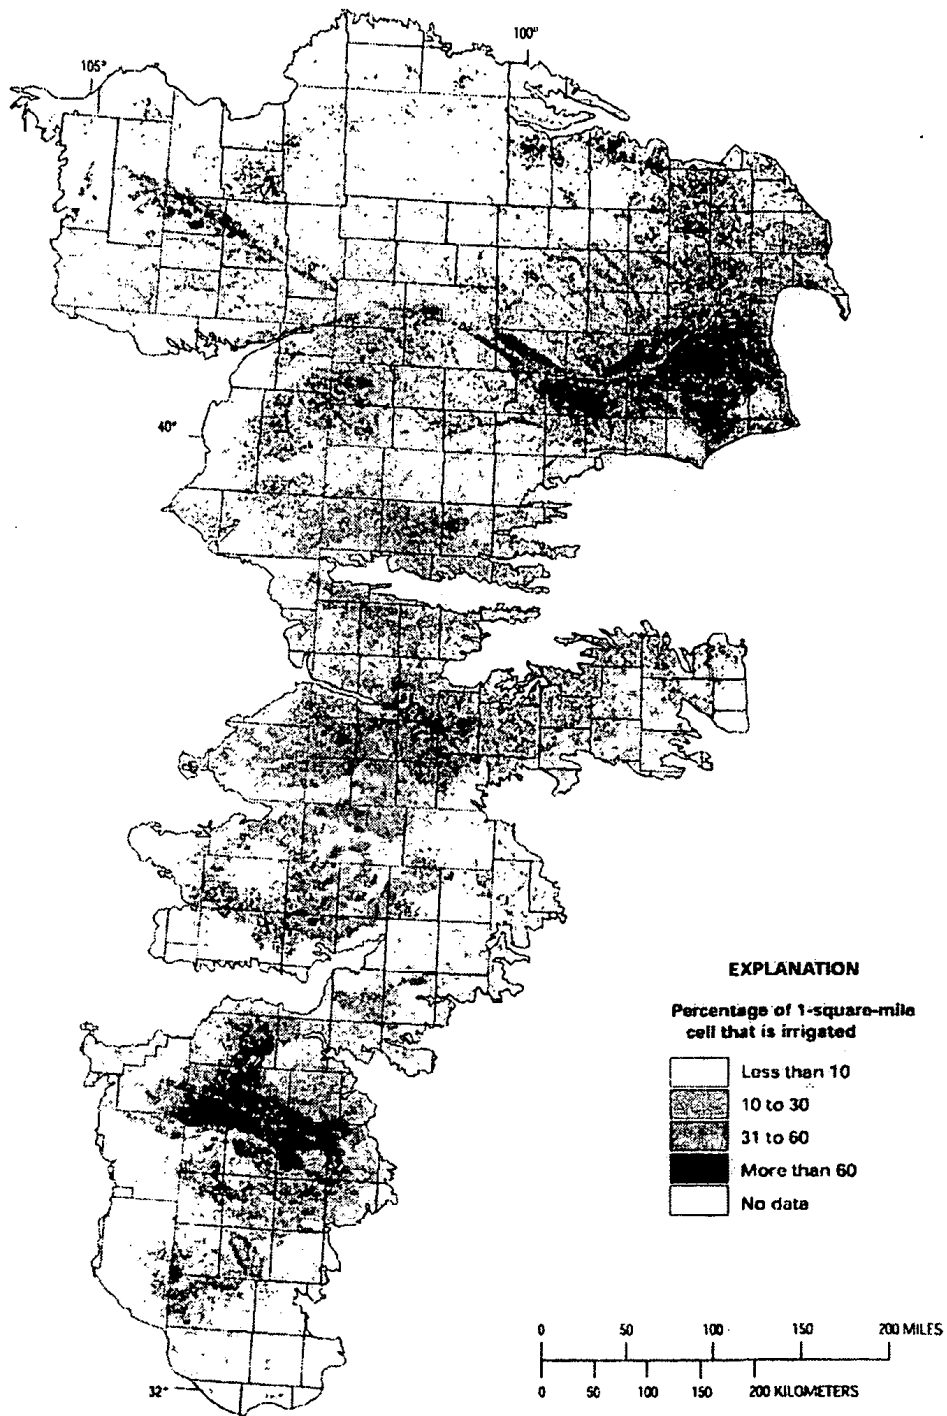 100°
105°
40°
EXPLANATION
Percentage of 1-square-mile
cell that is irrigated
Less than 10
10 to 30
31 to 60
More than 60
No data
0 50 100 150 200 MILES
0 50 100 150 200 KILOMETERS
32°